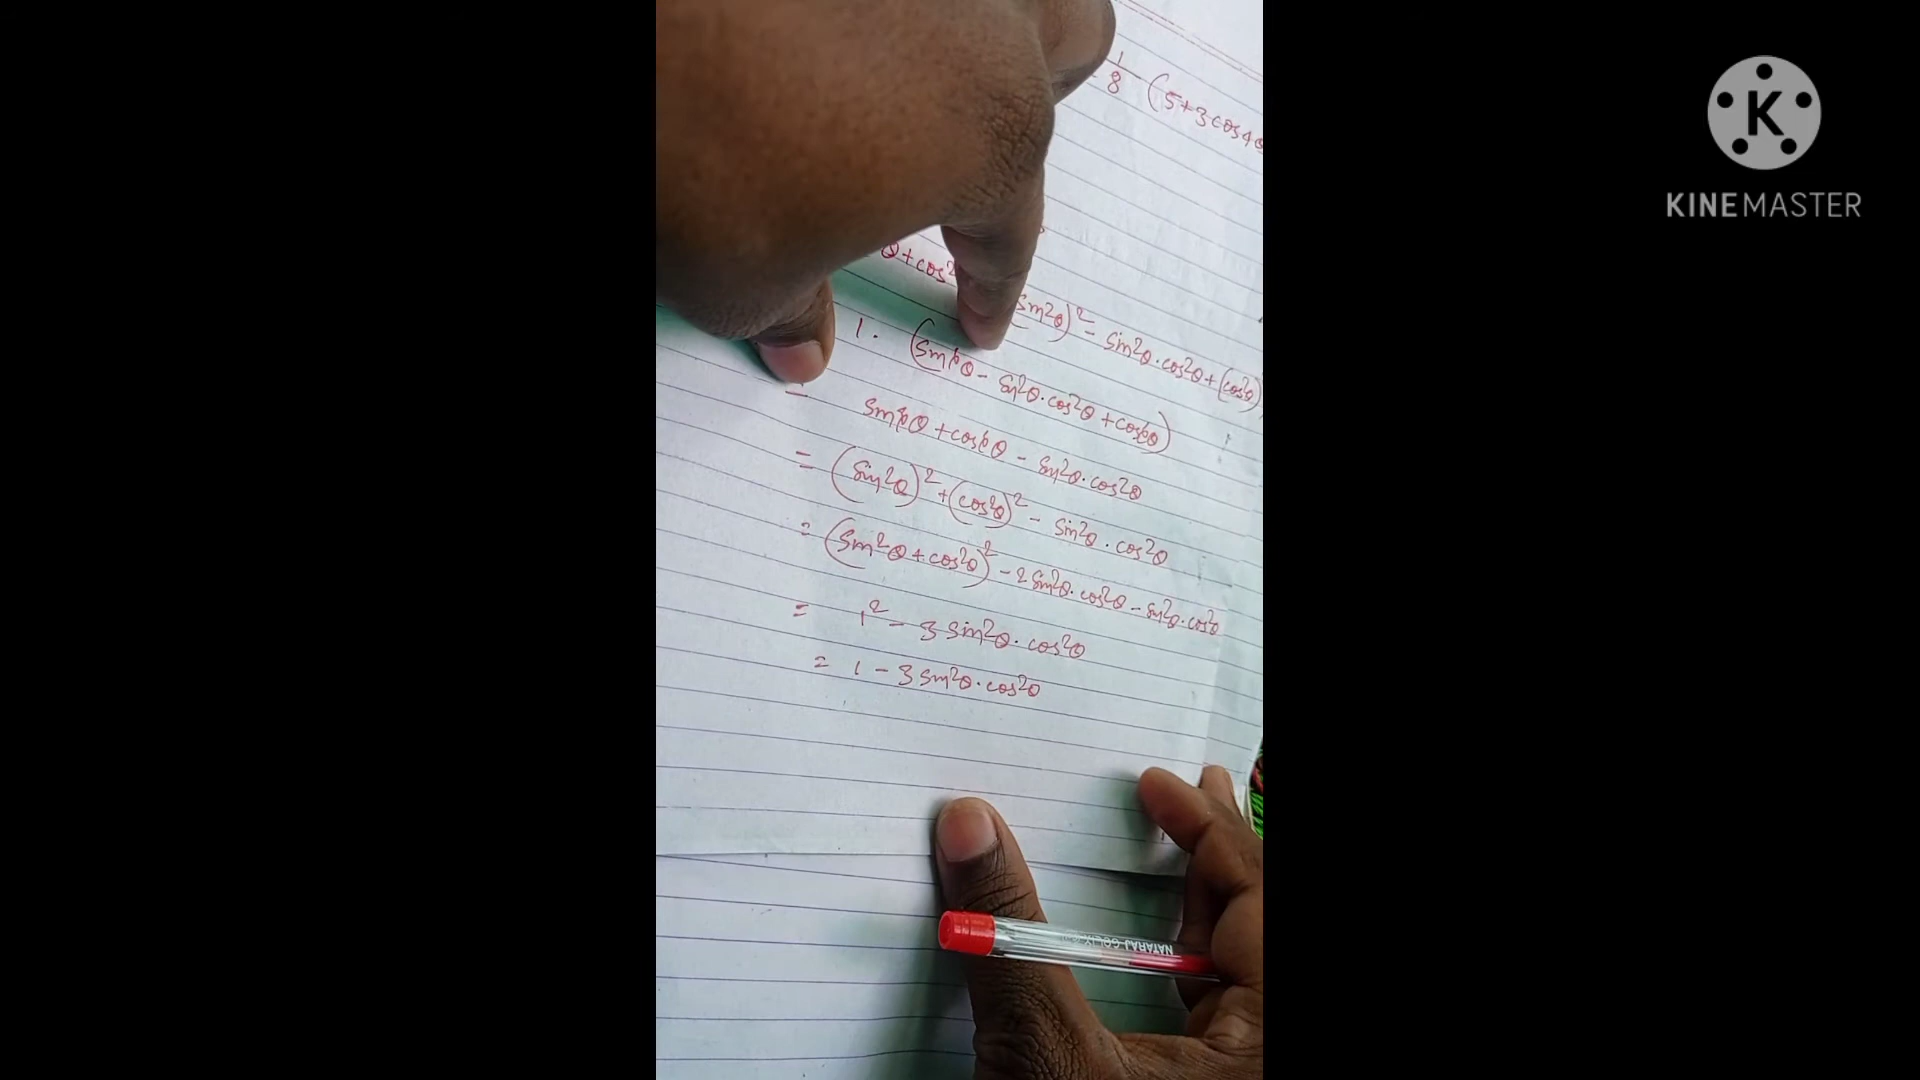 1/8 (5+3cos4θ
θ+cos²
sin²θ)² - sin²θ.cos²θ+(cos²θ)
1. (sin⁴θ - sin²θ.cos²θ+cos⁴θ)
= sin⁴θ+cos⁴θ - sin²θ.cos²θ
= (sin²θ)²+(cos²θ)² - sin²θ.cos²θ
= (sin²θ+cos²θ)² - 2sin²θ.cos²θ - sin²θ.cos²θ
= 1² - 3sin²θ.cos²θ
= 1 - 3sin²θ.cos²θ
K
KINEMASTER
NATARAJ